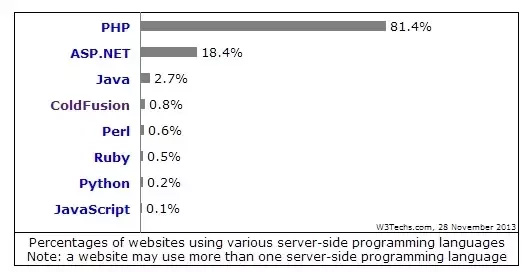 PHP 81.4%
ASP.NET 18.4%
Java 2.7%
ColdFusion 0.8%
Perl 0.6%
Ruby 0.5%
Python 0.2%
JavaScript 0.1%
W3Techs.com, 28 November 2013
Percentages of websites using various server-side programming languages
Note: a website may use more than one server-side programming language